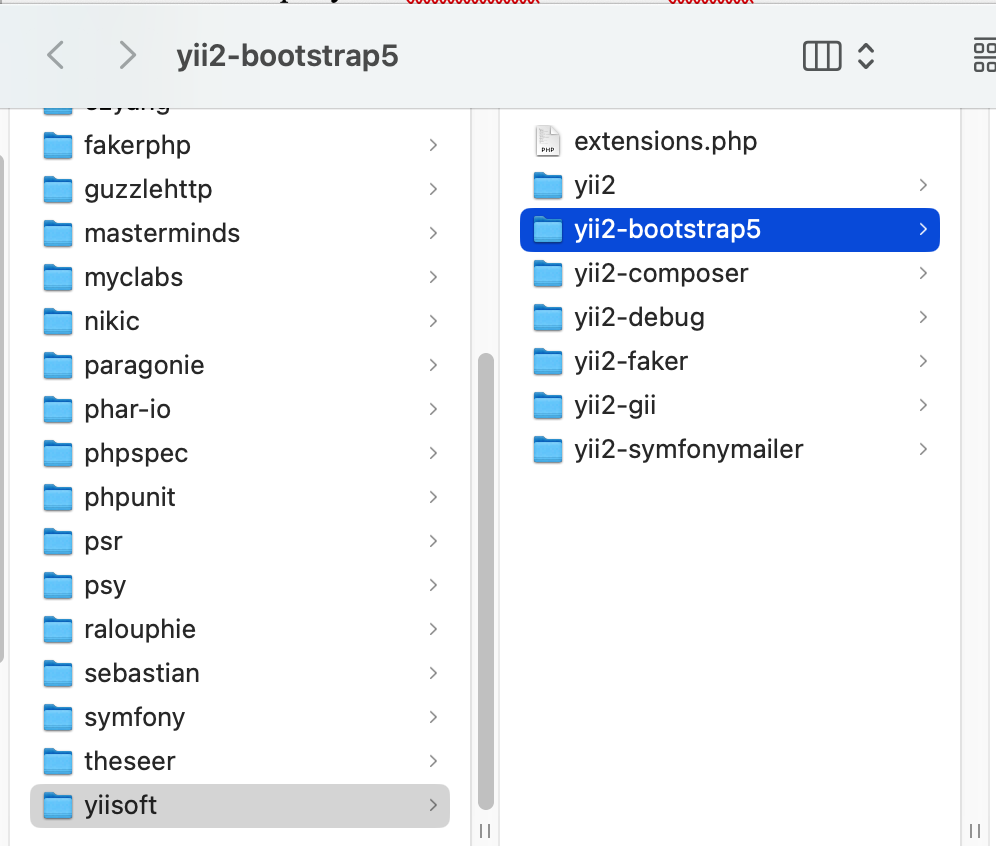 yii2-bootstrap5
fakerphp
guzzlehttp
masterminds
myclabs
nikic
paragonie
phar-io
phpspec
phpunit
psr
psy
ralouphie
sebastian
symfony
theseer
yiisoft
extensions.php
PHP
yii2
yii2-bootstrap5
yii2-composer
yii2-debug
yii2-faker
yii2-gii
yii2-symfonymailer